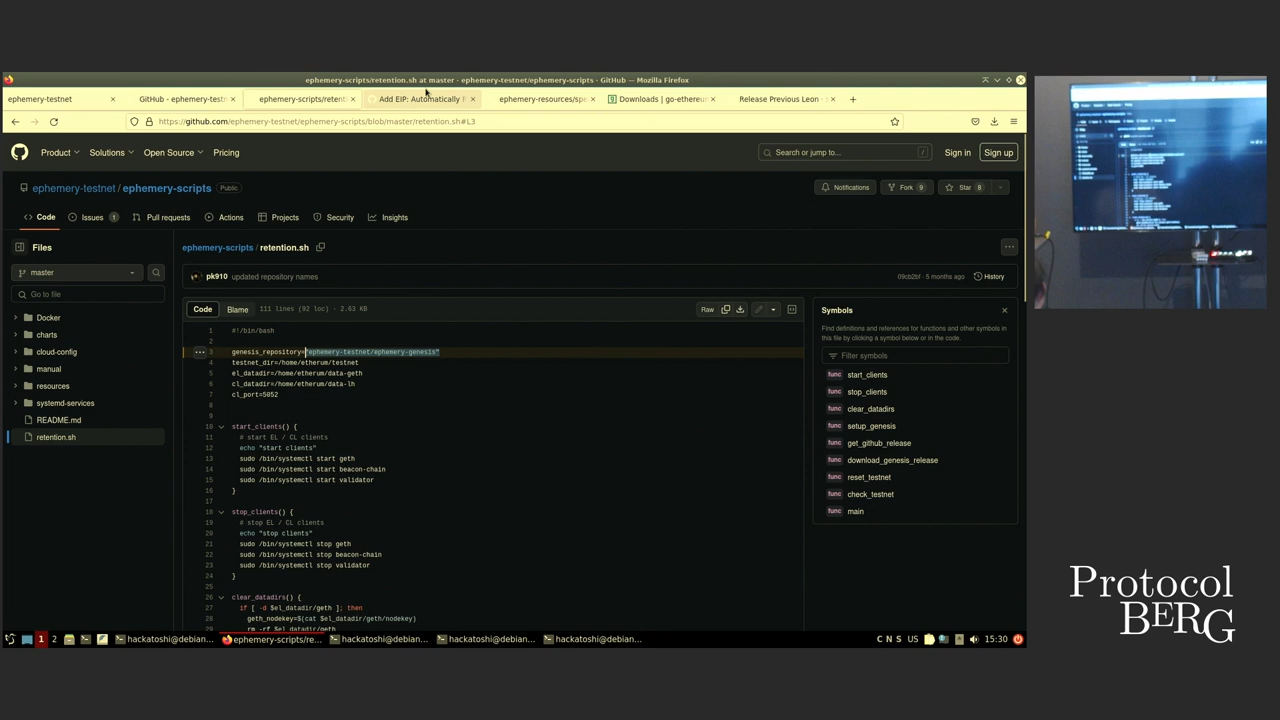 ephemery-scripts/retention.sh at master · ephemery-testnet/ephemery-scripts · GitHub — Mozilla Firefox
ephemery-testnet × GitHub - ephemery-testn × ephemery-scripts/retent × Add EIP: Automatically × ephemery-resources/spe × Downloads | go-ethereum × Release Previous Leon × +
https://github.com/ephemery-testnet/ephemery-scripts/blob/master/retention.sh#L3
Product Solutions Open Source Pricing Search or jump to... / Sign in Sign up
ephemery-testnet / ephemery-scripts Public Notifications Fork 9 Star 8
Code Issues 1 Pull requests Actions Projects Security Insights
Files
master
Go to file
Docker
charts
cloud-config
manual
resources
systemd-services
README.md
retention.sh
ephemery-scripts / retention.sh
pk910 updated repository names 09cb2bf · 5 months ago History
Code Blame 111 lines (92 loc) · 2.63 KB Raw
1 #!/bin/bash
2
3 genesis_repository="ephemery-testnet/ephemery-genesis"
4 testnet_dir=/home/etherum/testnet
5 el_datadir=/home/etherum/data-geth
6 cl_datadir=/home/etherum/data-lh
7 cl_port=5052
8
9
10 start_clients() {
11 # start EL / CL clients
12 echo "start clients"
13 sudo /bin/systemctl start geth
14 sudo /bin/systemctl start beacon-chain
15 sudo /bin/systemctl start validator
16 }
17
18 stop_clients() {
19 # stop EL / CL clients
20 echo "stop clients"
21 sudo /bin/systemctl stop geth
22 sudo /bin/systemctl stop beacon-chain
23 sudo /bin/systemctl stop validator
24 }
25
26 clear_datadirs() {
27 if [ -d $el_datadir/geth ]; then
28 geth_nodekey=$(cat $el_datadir/geth/nodekey)
29 rm -rf $el_datadir/geth
Symbols
Find definitions and references for functions and other symbols in
this file by clicking a symbol below or in the code.
Filter symbols
func start_clients
func stop_clients
func clear_datadirs
func setup_genesis
func get_github_release
func download_genesis_release
func reset_testnet
func check_testnet
func main
1 2 hackatoshi@debian... ephemery-scripts/re... hackatoshi@debian... hackatoshi@debian... hackatoshi@debian... C N S US 15:30
Protocol
BERG